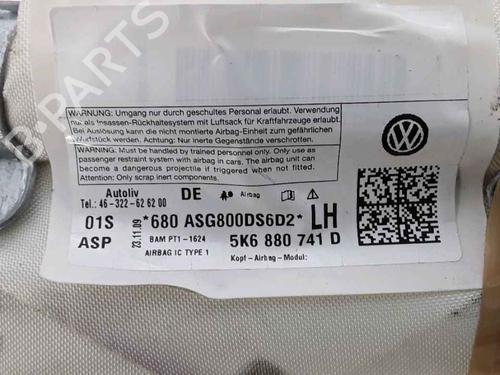 B-PARTS
WARNUNG: Umgang nur durch geschultes Personal erlaubt. Verwendung
nur als Insassen-Rückhaltesystem mit Luftsack für Kraftfahrzeuge erlaubt.
Bei Auslösung kann die nicht montierte Airbag-Einheit zum gefährlichen
Wurfstück werden. Achtung: Nur inerte Gegenstände verschrotten!
WARNING: Must be handled by trained personnel only. Only use as
passenger restraint system with airbag in cars. The airbag unit can
become a dangerous projectile if triggered when not installed.
Attention: Only scrap inert components.
Autoliv DE Airbag
Tel.: 46-322-62 62 00
01S *680 ASG800DS6D2* LH
ASP 23.11.09 BAM PT1-1624 5K6 880 741 D
AIRBAG IC TYPE 1 Kopf-Airbag-Modul: